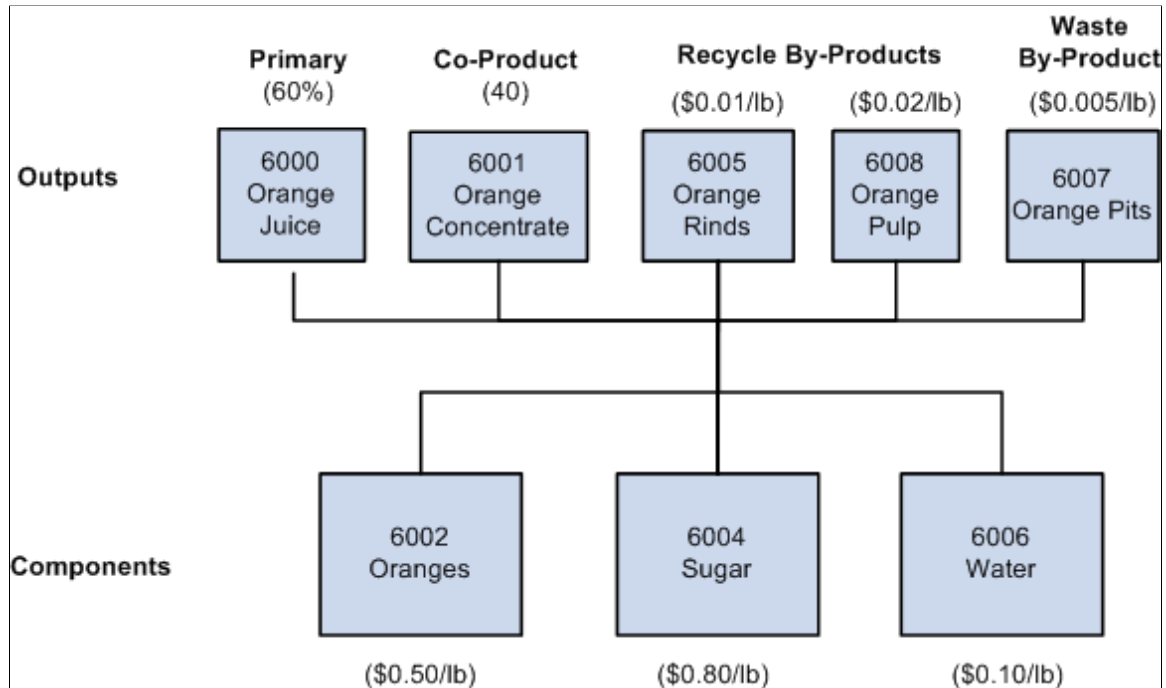 Primary
(60%)
Co-Product
(40)
Recycle By-Products
($0.01/lb)
($0.02/lb)
Waste
By-Product
($0.005/lb)
Outputs
6000
Orange
Juice
6001
Orange
Concentrate
6005
Orange
Rinds
6008
Orange
Pulp
6007
Orange Pits
Components
6002
Oranges
6004
Sugar
6006
Water
($0.50/lb)
($0.80/lb)
($0.10/lb)